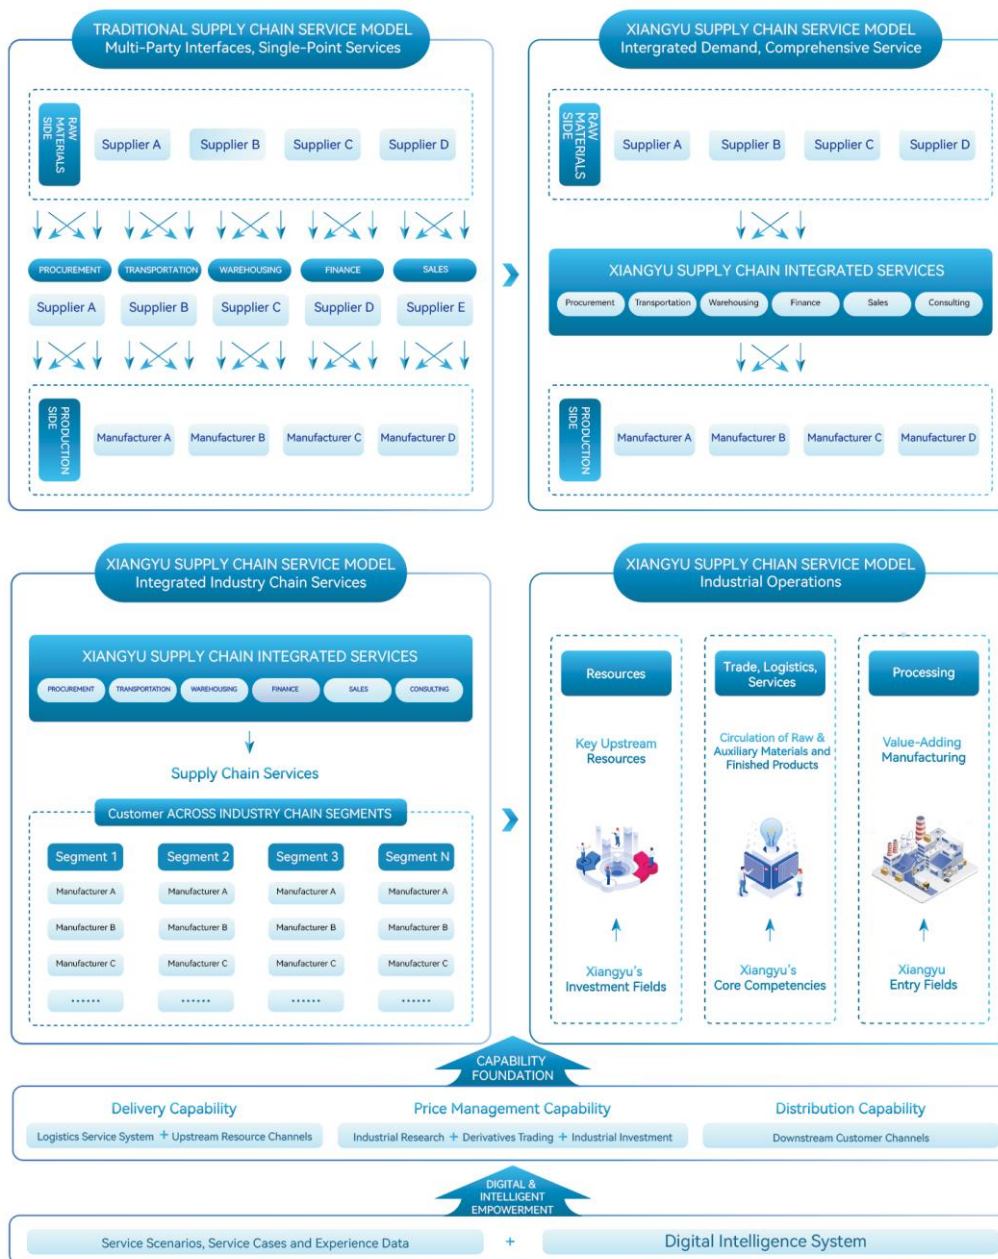 TRADITIONAL SUPPLY CHAIN SERVICE MODEL
Multi-Party Interfaces, Single-Point Services
RAW
MATERIALS
SIDE
Supplier A
Supplier B
Supplier C
Supplier D
PROCUREMENT
TRANSPORTATION
WAREHOUSING
FINANCE
SALES
Supplier A
Supplier B
Supplier C
Supplier D
Supplier E
PRODUCTION
SIDE
Manufacturer A
Manufacturer B
Manufacturer C
Manufacturer D
XIANGYU SUPPLY CHAIN SERVICE MODEL
Intergrated Demand, Comprehensive Service
RAW
MATERIALS
SIDE
Supplier A
Supplier B
Supplier C
Supplier D
XIANGYU SUPPLY CHAIN INTEGRATED SERVICES
Procurement
Transportation
Warehousing
Finance
Sales
Consulting
PRODUCTION
SIDE
Manufacturer A
Manufacturer B
Manufacturer C
Manufacturer D
XIANGYU SUPPLY CHAIN SERVICE MODEL
Integrated Industry Chain Services
XIANGYU SUPPLY CHAIN INTEGRATED SERVICES
PROCUREMENT
TRANSPORTATION
WAREHOUSING
FINANCE
SALES
CONSULTING
Supply Chain Services
Customer ACROSS INDUSTRY CHAIN SEGMENTS
Segment 1
Segment 2
Segment 3
Segment N
Manufacturer A
Manufacturer A
Manufacturer A
Manufacturer A
Manufacturer B
Manufacturer B
Manufacturer B
Manufacturer B
Manufacturer C
Manufacturer C
Manufacturer C
Manufacturer C
······
······
······
······
XIANGYU SUPPLY CHIAN SERVICE MODEL
Industrial Operations
Resources
Key Upstream
Resources
Xiangyu's
Investment Fields
Trade, Logistics,
Services
Circulation of Raw &
Auxiliary Materials and
Finished Products
Xiangyu's
Core Competencies
Processing
Value-Adding
Manufacturing
Xiangyu
Entry Fields
CAPABILITY
FOUNDATION
Delivery Capability
Logistics Service System + Upstream Resource Channels
Price Management Capability
Industrial Research + Derivatives Trading + Industrial Investment
Distribution Capability
Downstream Customer Channels
DIGITAL &
INTELLIGENT
EMPOWERMENT
Service Scenarios, Service Cases and Experience Data
+
Digital Intelligence System